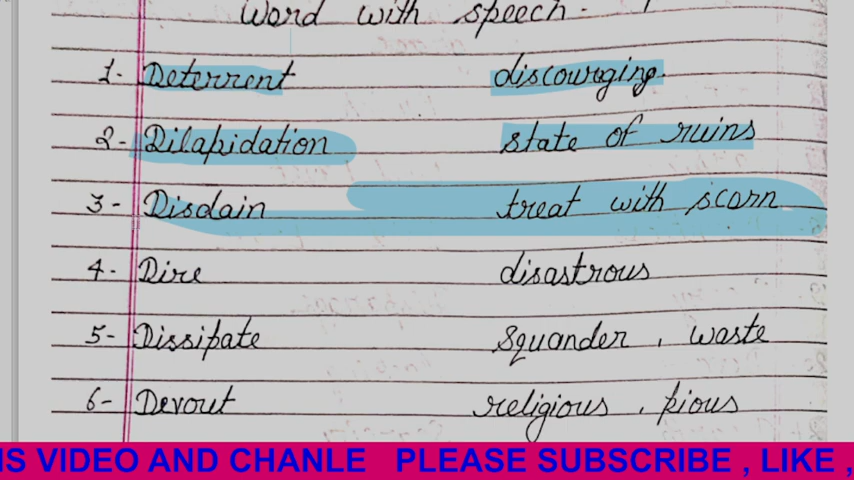 Word with speech.
1- Deterrent discouraging.
2- Dilapidation state of ruins
3- Disdain treat with scorn
4- Dire disastrous
5- Dissipate squander, waste
6- Devout religious, pious
IS VIDEO AND CHANLE PLEASE SUBSCRIBE , LIKE ,